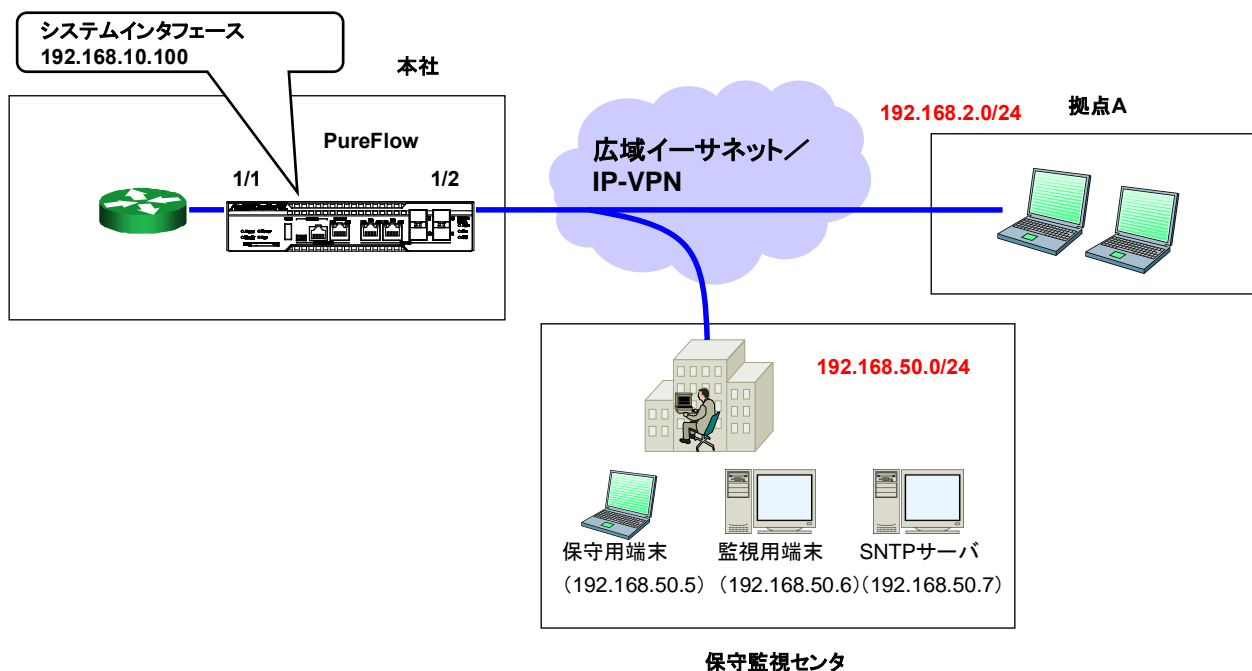 システムインタフェース
192.168.10.100
本社
PureFlow
1/1
1/2
広域イーサネット／
IP-VPN
192.168.2.0/24
拠点A
192.168.50.0/24
保守用端末
（192.168.50.5）
監視用端末
（192.168.50.6）
SNTPサーバ
（192.168.50.7）
保守監視センタ